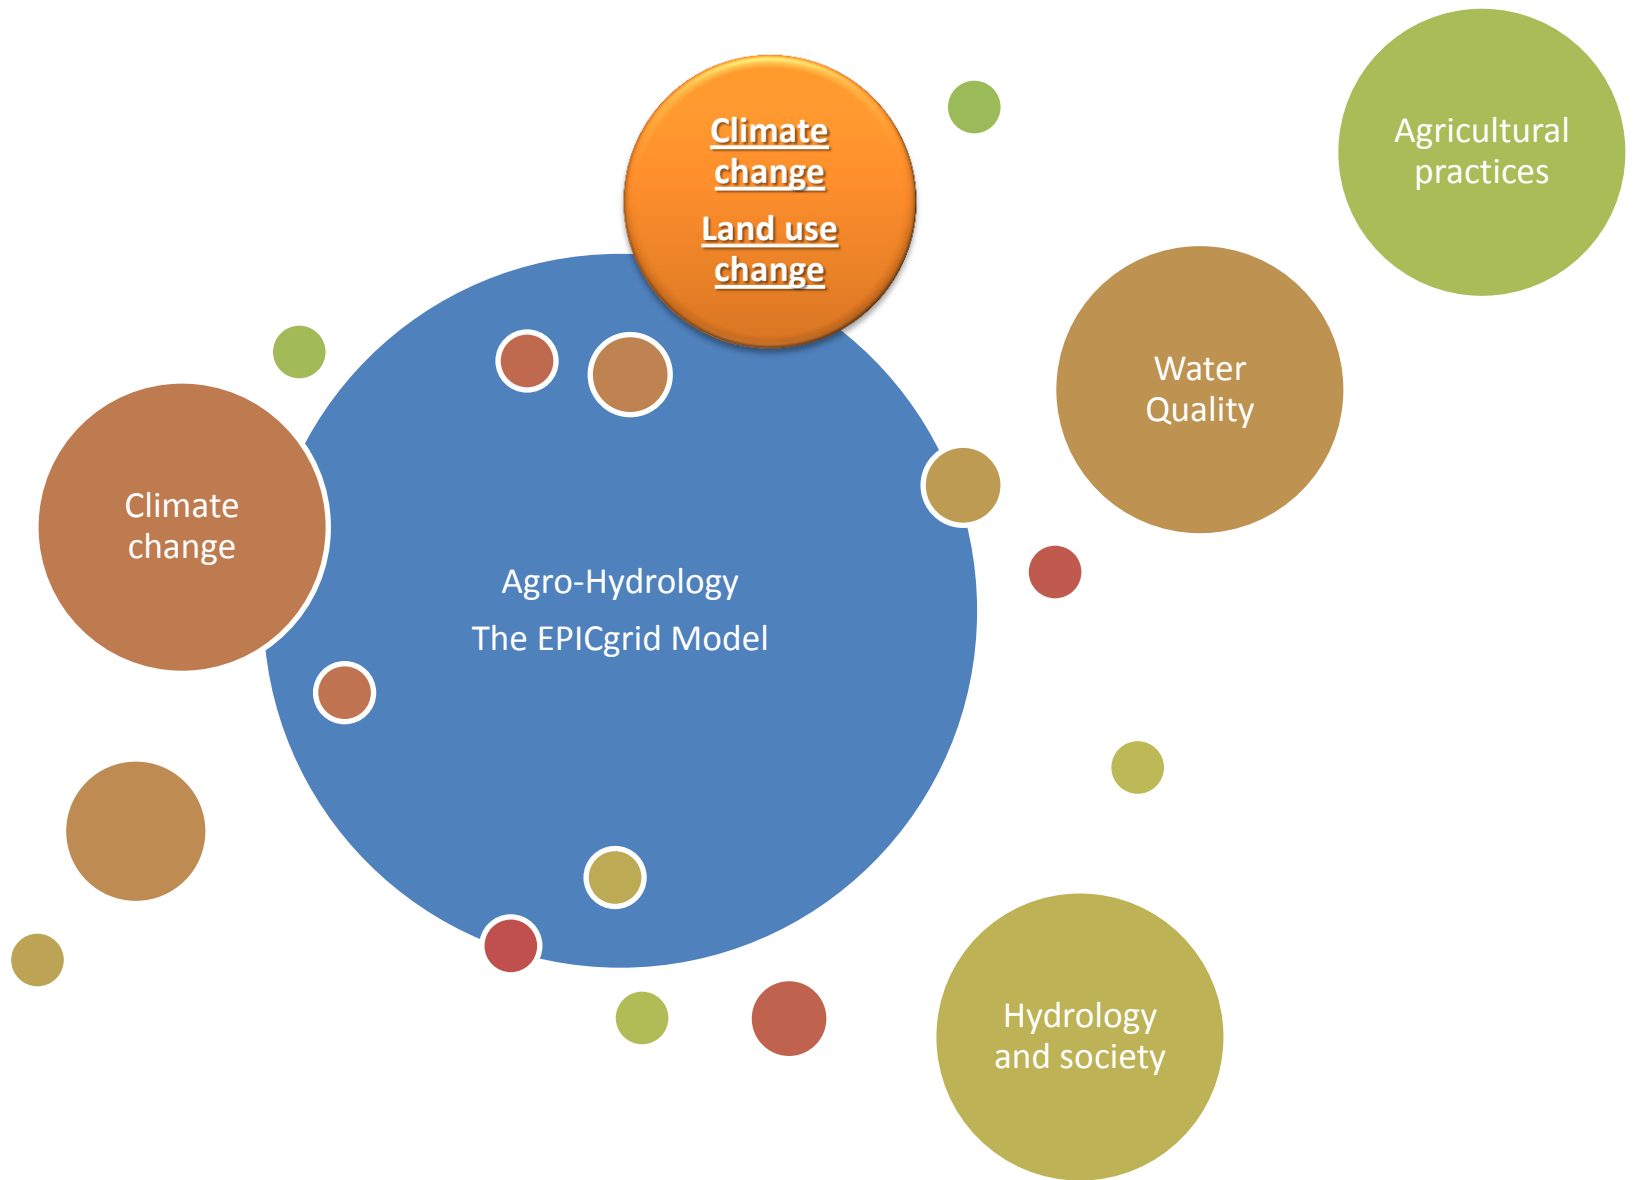 Climate
change
Land use
change
Agricultural
practices
Water
Quality
Climate
change
Agro-Hydrology
The EPICgrid Model
Hydrology
and society